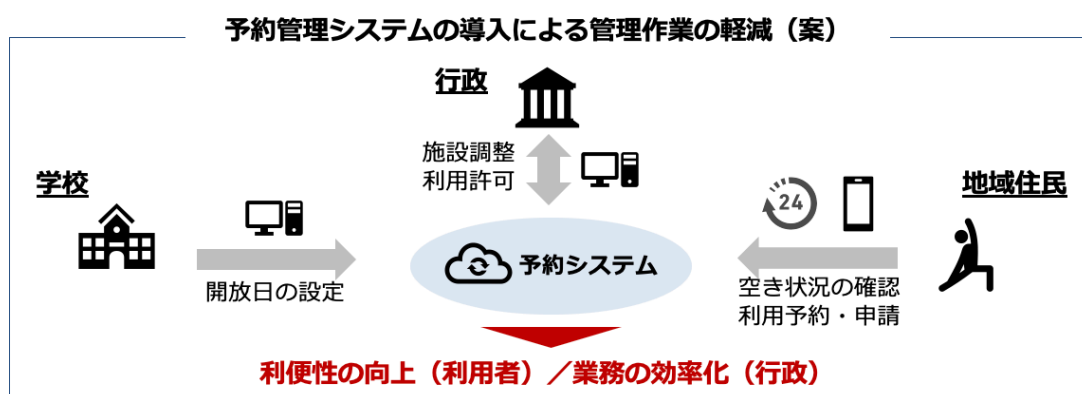 予約管理システムの導入による管理作業の軽減（案）
行政
施設調整
利用許可
学校
開放日の設定
予約システム
24
地域住民
空き状況の確認
利用予約・申請
利便性の向上（利用者）／業務の効率化（行政）